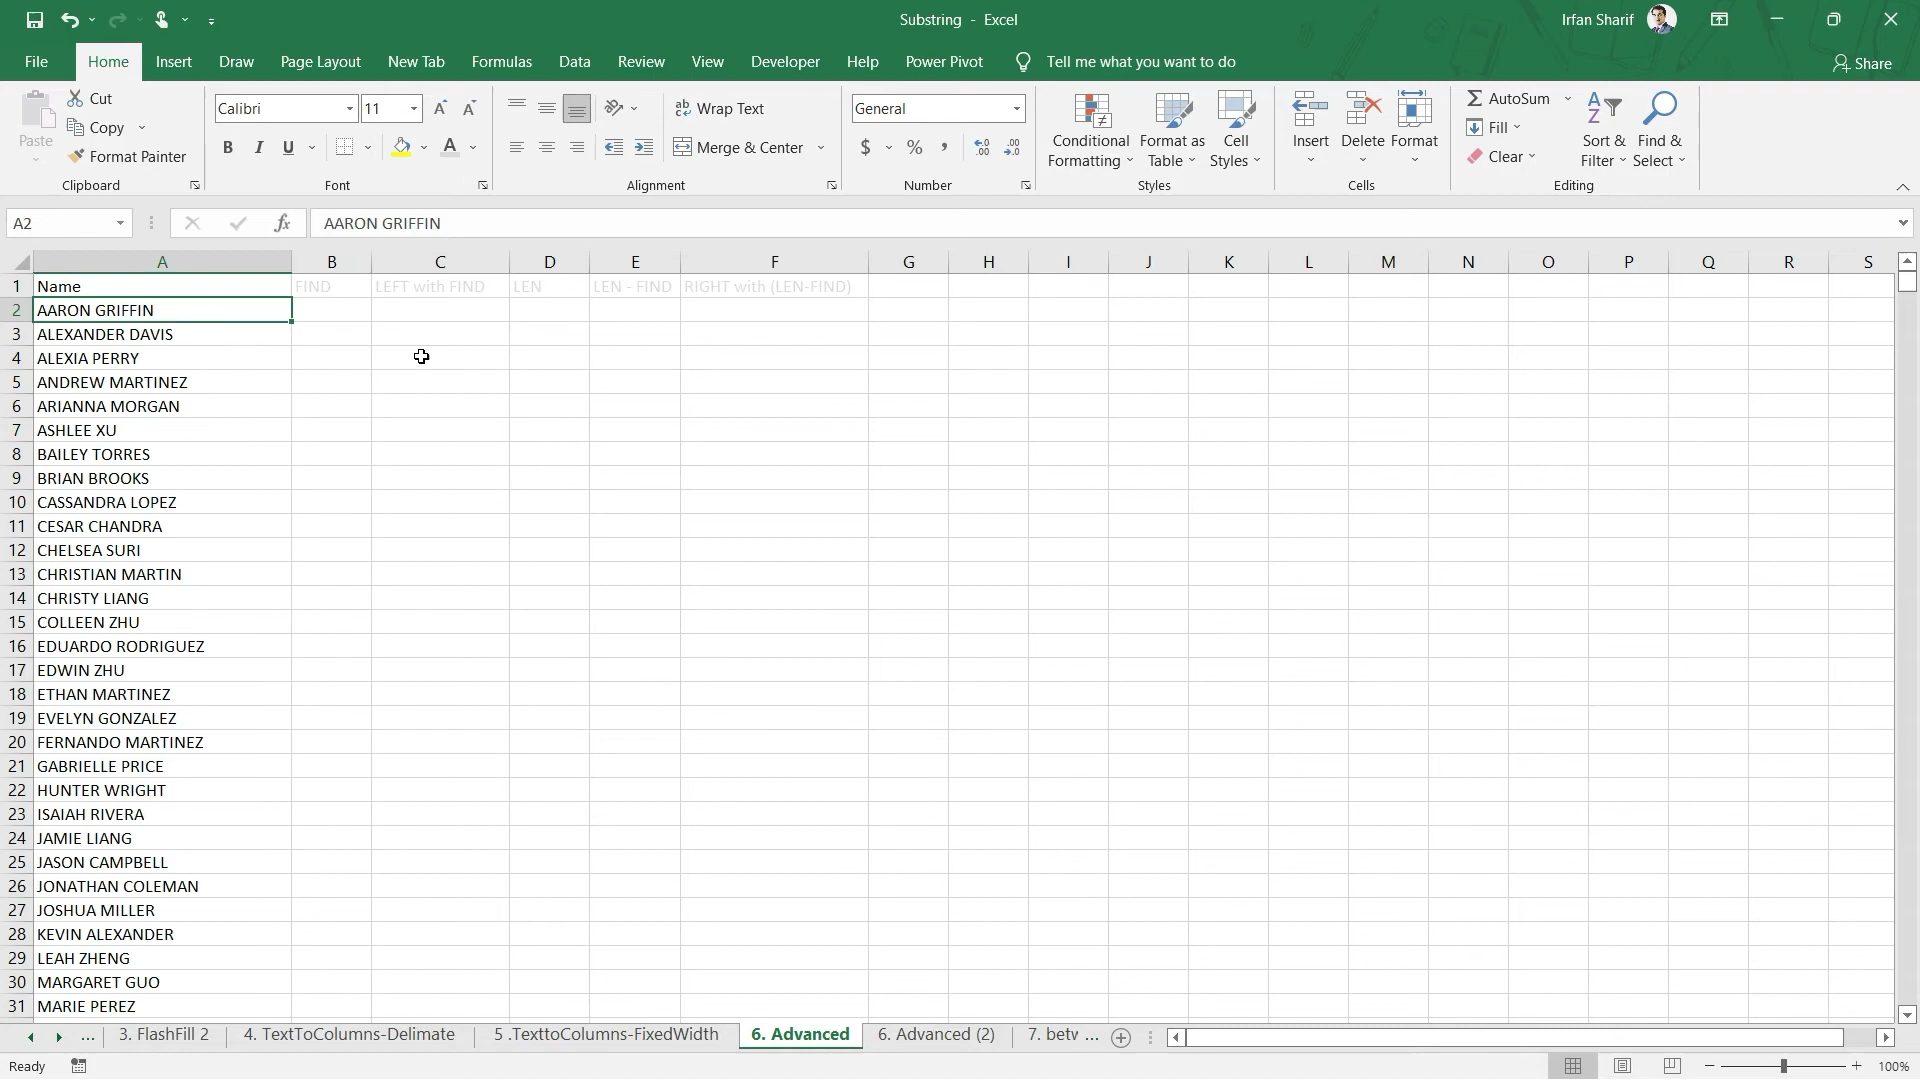 Substring - Excel
Irfan Sharif
File Home Insert Draw Page Layout New Tab Formulas Data Review View Developer Help Power Pivot Tell me what you want to do Share
Paste
Cut
Copy
Format Painter
Clipboard
Calibri 11
B I U
Font
Wrap Text
Merge & Center
Alignment
General
$ % ,
Number
Conditional Formatting
Format as Table
Cell Styles
Styles
Insert Delete Format
Cells
AutoSum
Fill
Clear
Sort & Filter
Find & Select
Editing
A2 fx AARON GRIFFIN
A B C D E F G H I J K L M N O P Q R S
1 Name FIND LEFT with FIND LEN LEN - FIND RIGHT with (LEN-FIND)
2 AARON GRIFFIN
3 ALEXANDER DAVIS
4 ALEXIA PERRY
5 ANDREW MARTINEZ
6 ARIANNA MORGAN
7 ASHLEE XU
8 BAILEY TORRES
9 BRIAN BROOKS
10 CASSANDRA LOPEZ
11 CESAR CHANDRA
12 CHELSEA SURI
13 CHRISTIAN MARTIN
14 CHRISTY LIANG
15 COLLEEN ZHU
16 EDUARDO RODRIGUEZ
17 EDWIN ZHU
18 ETHAN MARTINEZ
19 EVELYN GONZALEZ
20 FERNANDO MARTINEZ
21 GABRIELLE PRICE
22 HUNTER WRIGHT
23 ISAIAH RIVERA
24 JAMIE LIANG
25 JASON CAMPBELL
26 JONATHAN COLEMAN
27 JOSHUA MILLER
28 KEVIN ALEXANDER
29 LEAH ZHENG
30 MARGARET GUO
31 MARIE PEREZ
... 3. FlashFill 2 4. TextToColumns-Delimate 5 .TexttoColumns-FixedWidth 6. Advanced 6. Advanced (2) 7. betv ...
Ready 100%